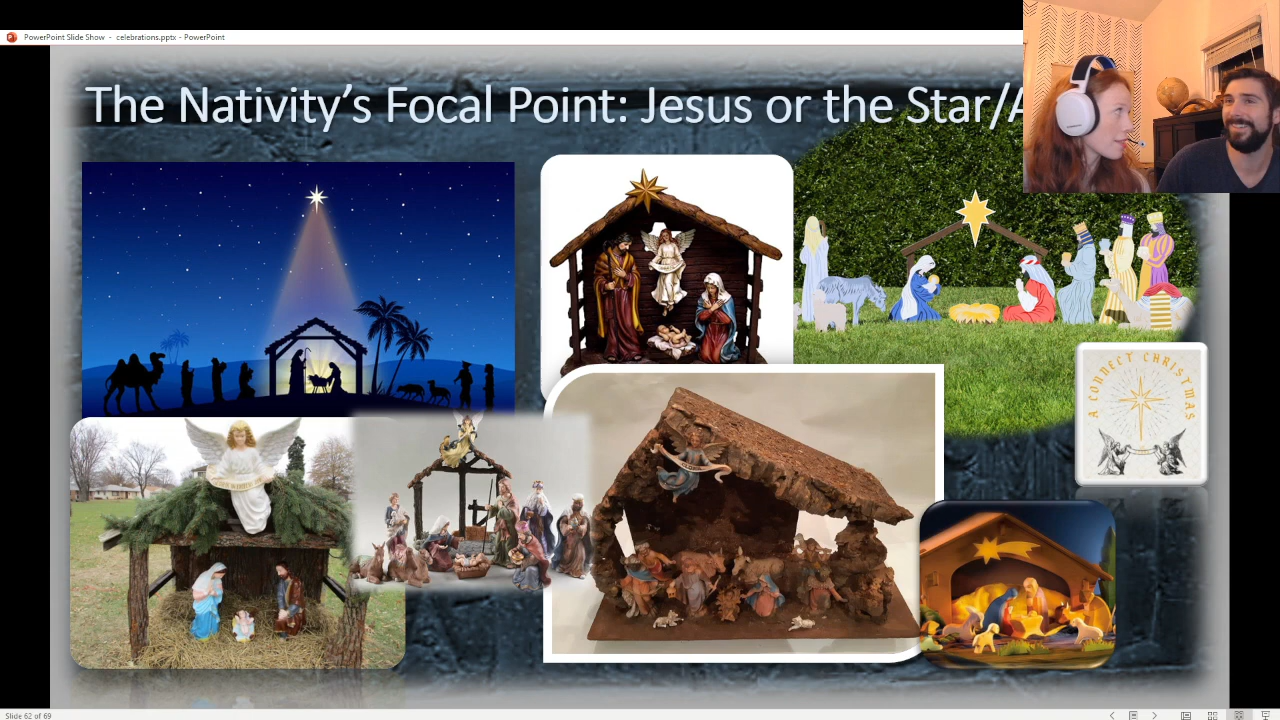 PowerPoint Slide Show - celebrations.pptx - PowerPoint
The Nativity's Focal Point: Jesus or the Star/A
A CONNECT CHRISTMAS
Slide 62 of 69